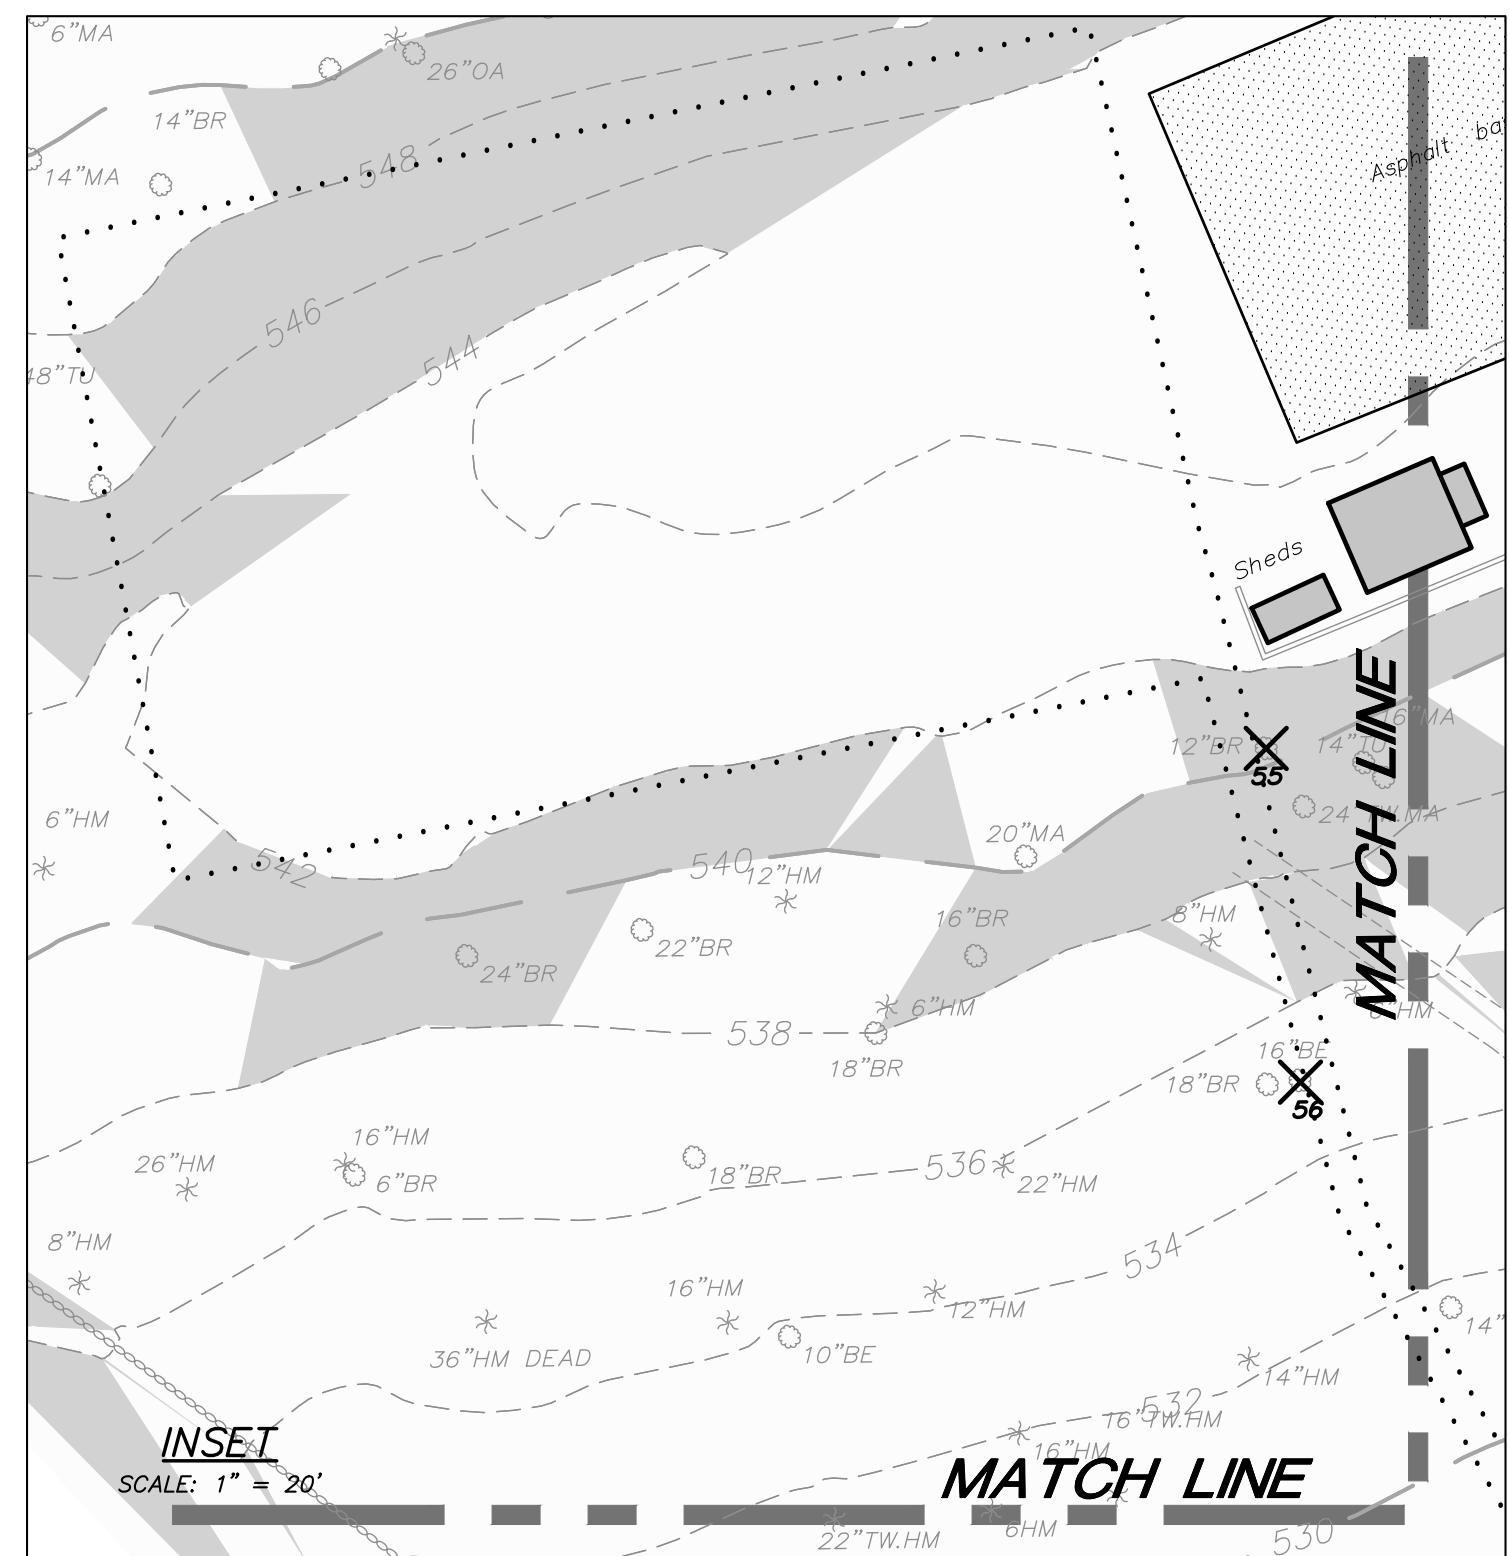 6"MA
26"OA
14"BR
Asphalt
548
14"MA
546
544
48"TU
Sheds
16"MA
12"BR
14"TU
55
6"HM
24 TW.MA
20"MA
540
542
12"HM
8"HM
16"BR
22"BR
24"BR
MATCH LINE
6"HM
538
16"BE
18"BR
18"BR
56
16"HM
26"HM
536
18"BR
6"BR
22"HM
8"HM
534
16"HM
12"HM
14"
36"HM DEAD
10"BE
14"HM
532
16"TW.HM
INSET
16"HM
SCALE: 1" = 20'
MATCH LINE
6HM
22"TW.HM
530